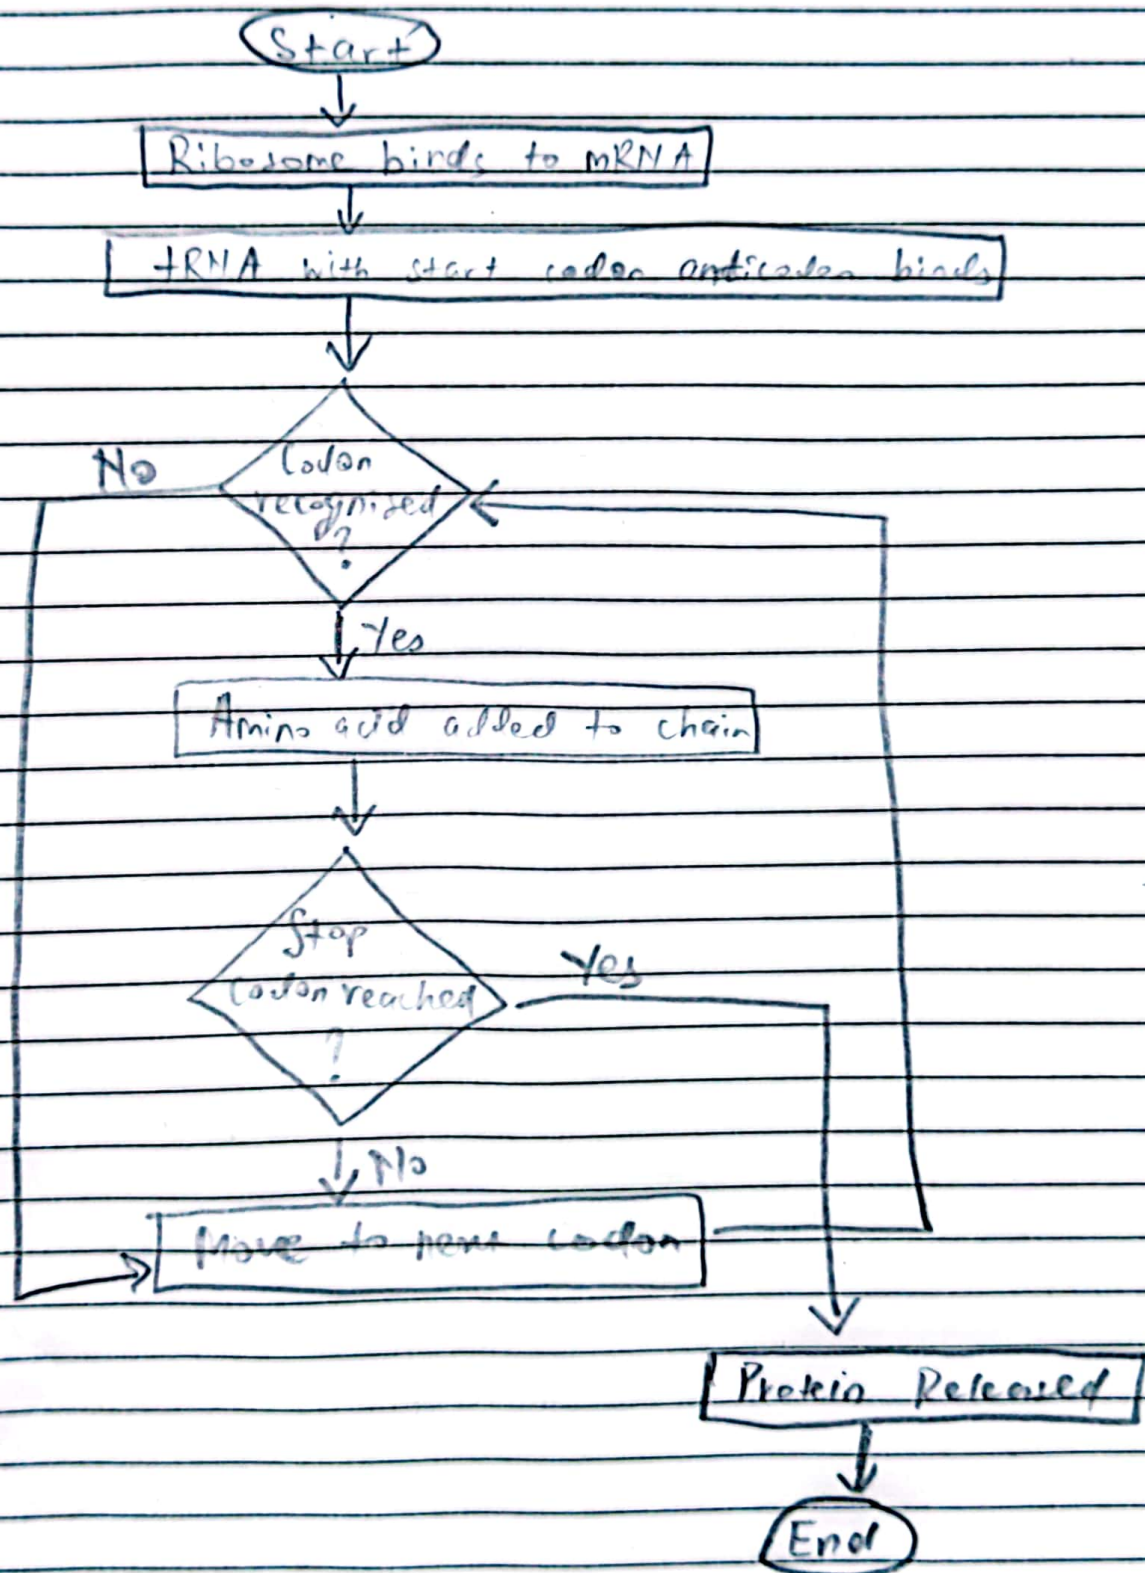 Start
Ribosome binds to mRNA
tRNA with start codon anticodon binds
No
Codon
recognised
?
Yes
Amino acid added to chain
Stop
Yes
Codon reached
?
No
Move to next codon
Protein Released
End